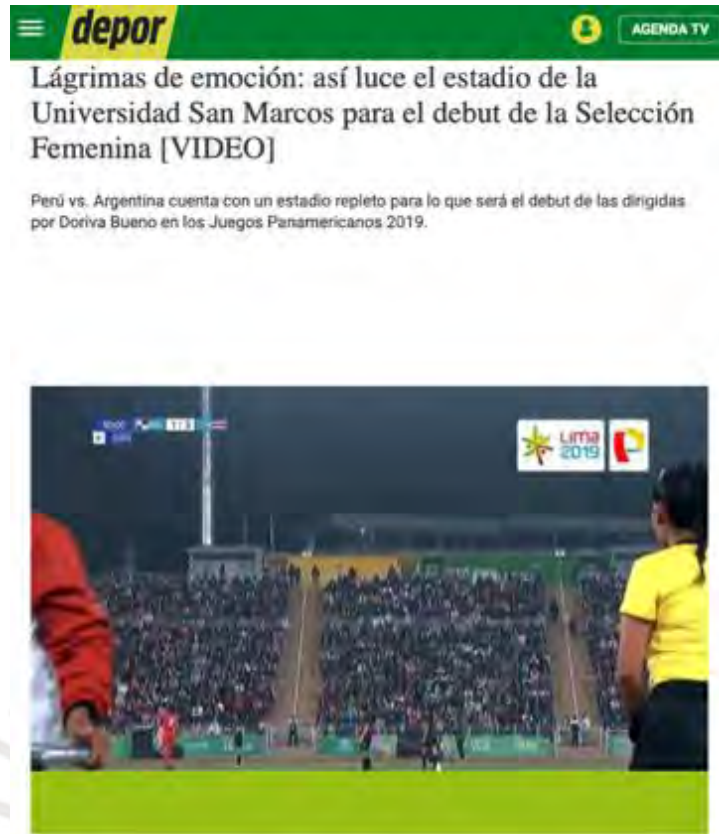 depor
AGENDA TV
Lágrimas de emoción: así luce el estadio de la
Universidad San Marcos para el debut de la Selección
Femenina [VIDEO]
Perú vs. Argentina cuenta con un estadio repleto para lo que será el debut de las dirigidas
por Doriva Bueno en los Juegos Panamericanos 2019.
Lima
2019